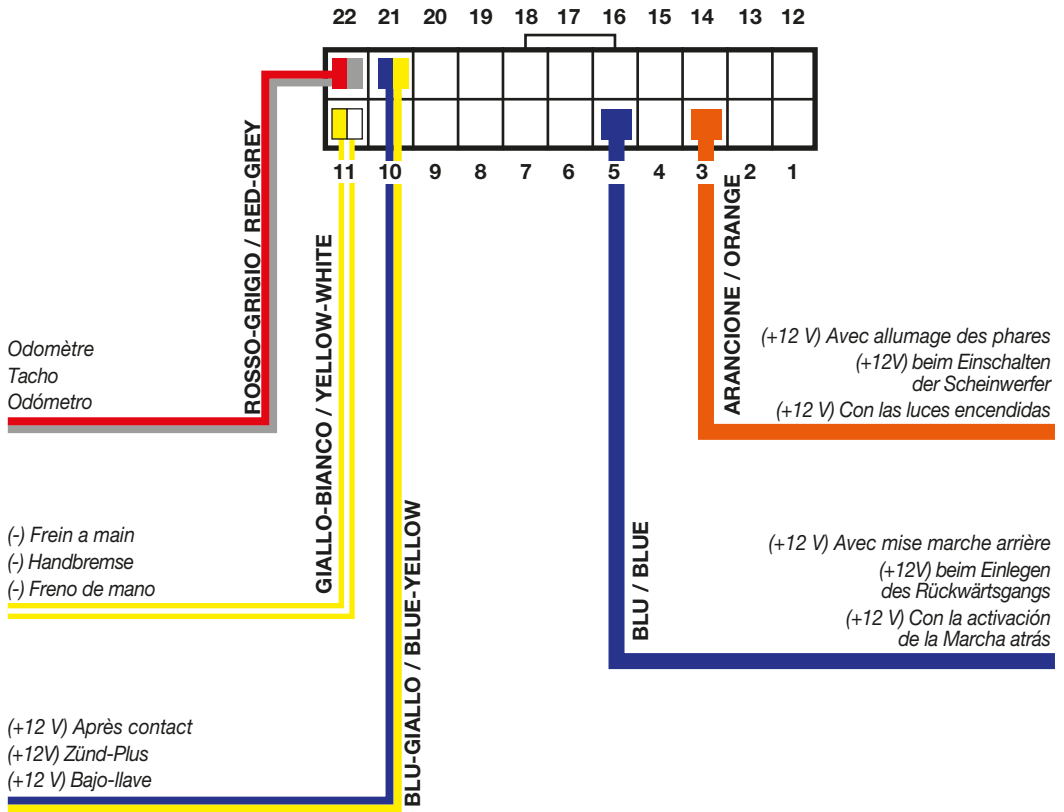 22 21 20 19 18 17 16 15 14 13 12
11 10 9 8 7 6 5 4 3 2 1
ROSSO-GRIGIO / RED-GREY
GIALLO-BIANCO / YELLOW-WHITE
BLU-GIALLO / BLUE-YELLOW
BLU / BLUE
ARANCIONE / ORANGE
Odomètre
Tacho
Odómetro
(-) Frein a main
(-) Handbremse
(-) Freno de mano
(+12 V) Après contact
(+12V) Zünd-Plus
(+12 V) Bajo-llave
(+12 V) Avec allumage des phares
(+12V) beim Einschalten
der Scheinwerfer
(+12 V) Con las luces encendidas
(+12 V) Avec mise marche arrière
(+12V) beim Einlegen
des Rückwärtsgangs
(+12 V) Con la activación
de la Marcha atrás